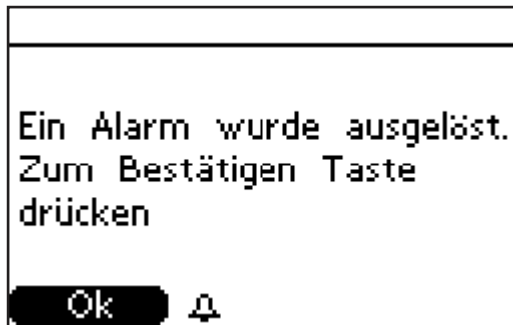 Ein Alarm wurde ausgelöst.
Zum Bestätigen Taste
drücken
Ok